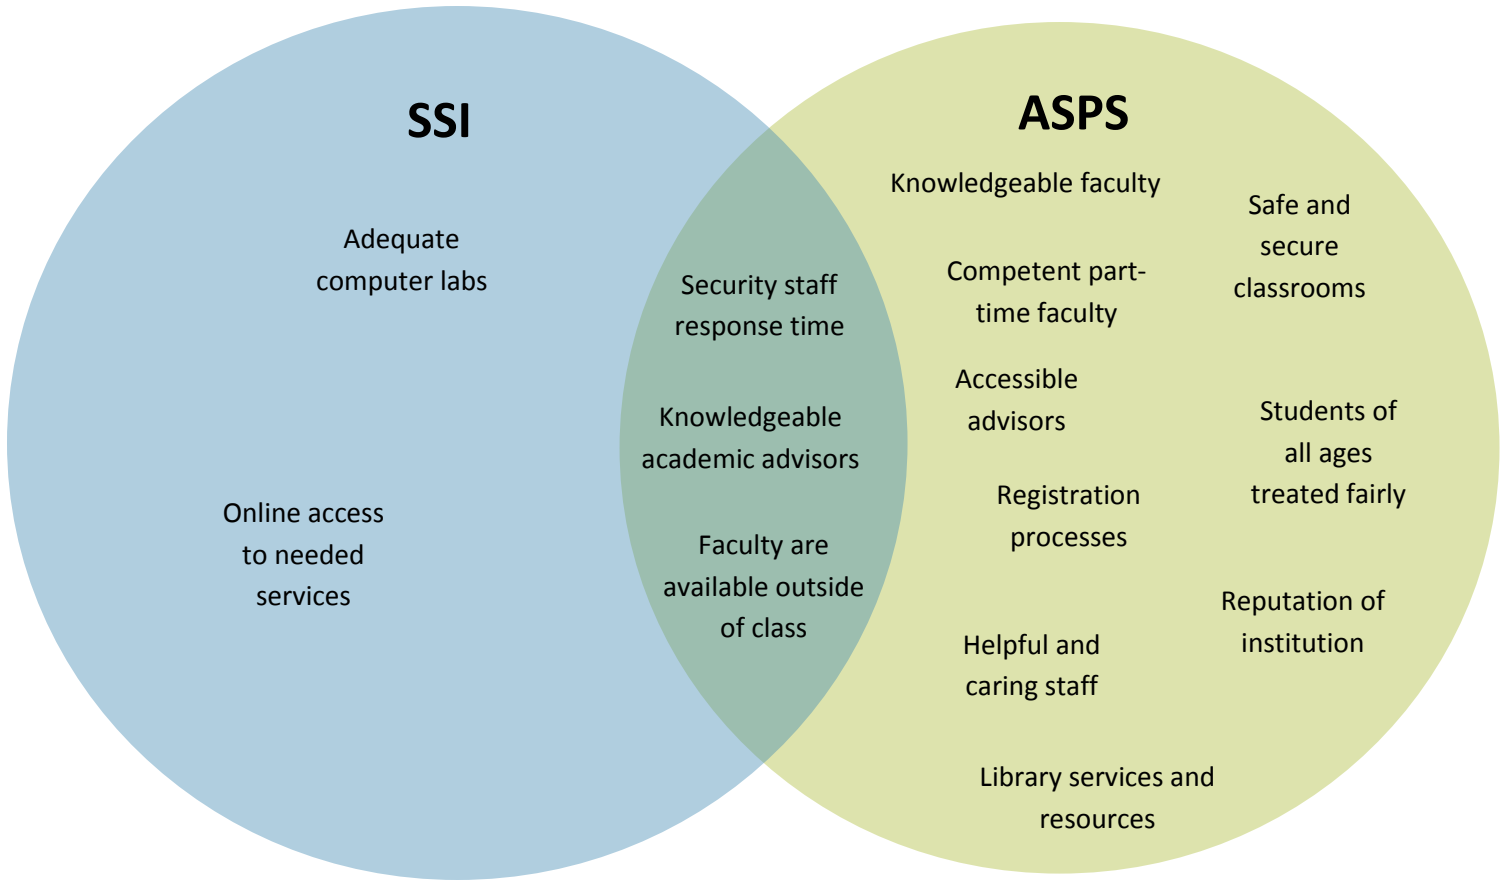 SSI
Adequate
computer labs
Online access
to needed
services
Security staff
response time
Knowledgeable
academic advisors
Faculty are
available outside
of class
ASPS
Knowledgeable faculty
Competent part-
time faculty
Accessible
advisors
Registration
processes
Helpful and
caring staff
Library services and
resources
Safe and
secure
classrooms
Students of
all ages
treated fairly
Reputation of
institution